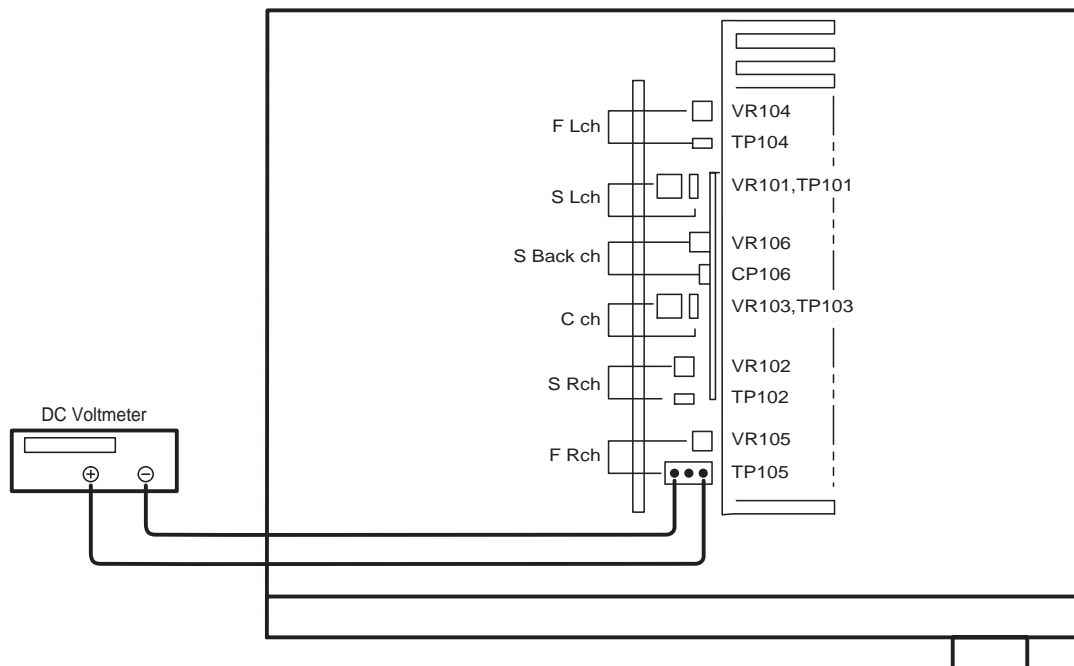 F Lch
VR104
TP104
S Lch
VR101,TP101
S Back ch
VR106
CP106
C ch
VR103,TP103
S Rch
VR102
TP102
DC Voltmeter
F Rch
VR105
TP105
+ −